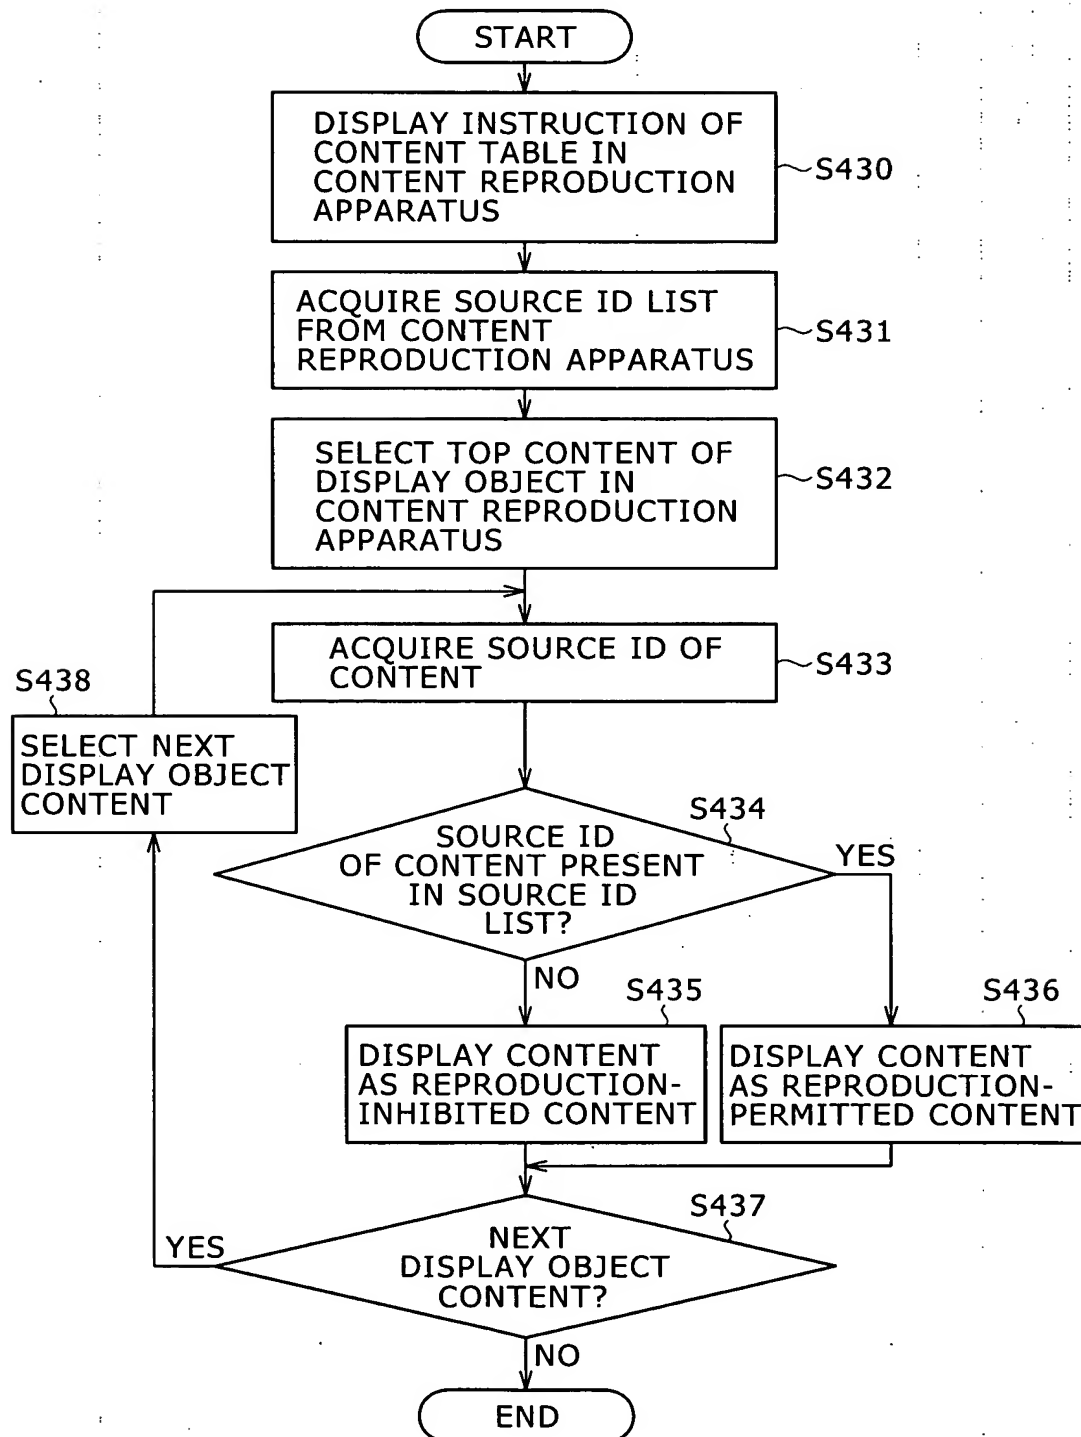 START
DISPLAY INSTRUCTION OF
CONTENT TABLE IN
CONTENT REPRODUCTION
APPARATUS
S430
ACQUIRE SOURCE ID LIST
FROM CONTENT
REPRODUCTION APPARATUS
S431
SELECT TOP CONTENT OF
DISPLAY OBJECT IN
CONTENT REPRODUCTION
APPARATUS
S432
ACQUIRE SOURCE ID OF
CONTENT
S433
S438
SELECT NEXT
DISPLAY OBJECT
CONTENT
S434
SOURCE ID
OF CONTENT PRESENT
IN SOURCE ID
LIST?
YES
NO
S435
DISPLAY CONTENT
AS REPRODUCTION-
INHIBITED CONTENT
S436
DISPLAY CONTENT
AS REPRODUCTION-
PERMITTED CONTENT
S437
NEXT
DISPLAY OBJECT
CONTENT?
YES
NO
END